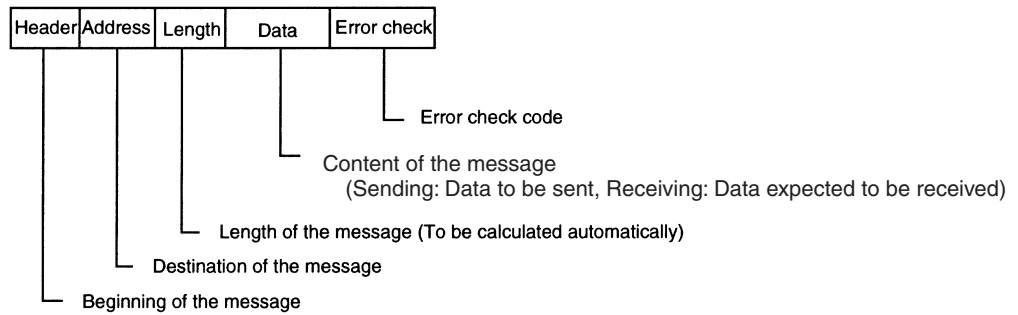 Header Address Length Data Error check
Error check code
Content of the message
(Sending: Data to be sent, Receiving: Data expected to be received)
Length of the message (To be calculated automatically)
Destination of the message
Beginning of the message